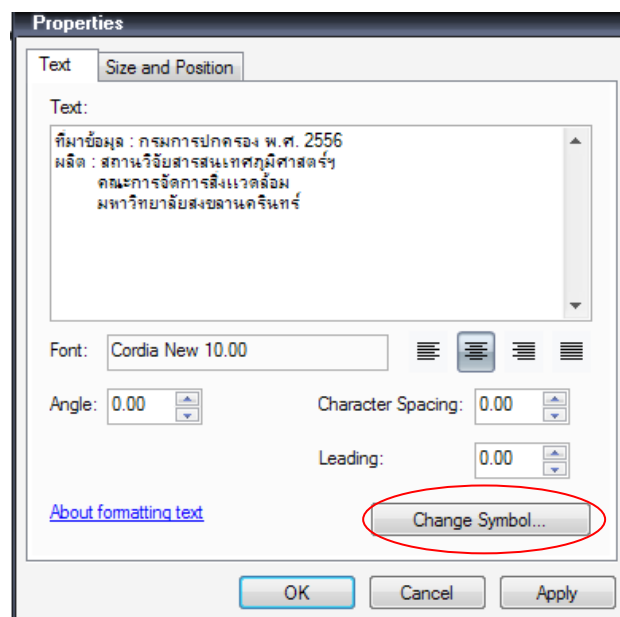 Properties
Text
Size and Position
Text:
ที่มาข้อมูล : กรมการปกครอง พ.ศ. 2556
ผลิต : สถานวิจัยสารสนเทศภูมิศาสตร์ฯ
คณะการจัดการสิ่งแวดล้อม
มหาวิทยาลัยสงขลานครินทร์
Font: Cordia New 10.00
Angle: 0.00 Character Spacing: 0.00
Leading: 0.00
About formatting text Change Symbol...
OK Cancel Apply